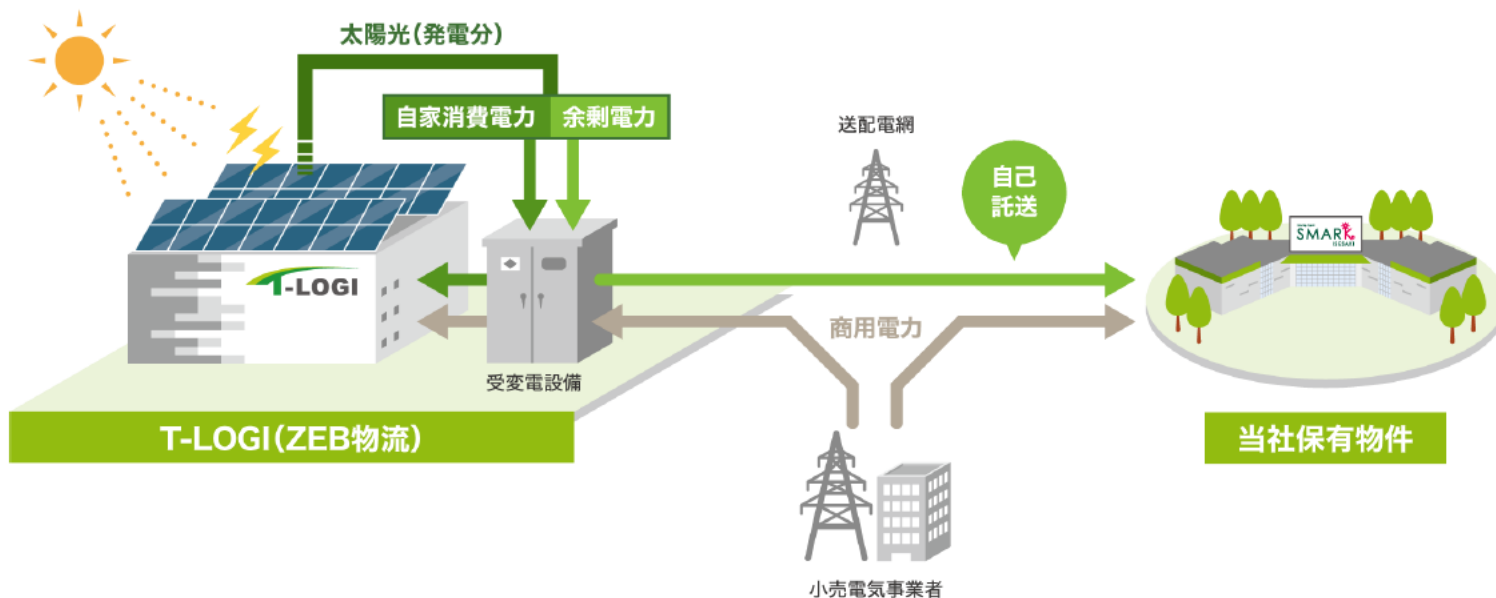 太陽光(発電分)
自家消費電力
余剰電力
送配電網
自己
託送
SMARK
ISESAKI
T-LOGI
商用電力
受変電設備
T-LOGI(ZEB物流)
当社保有物件
小売電気事業者